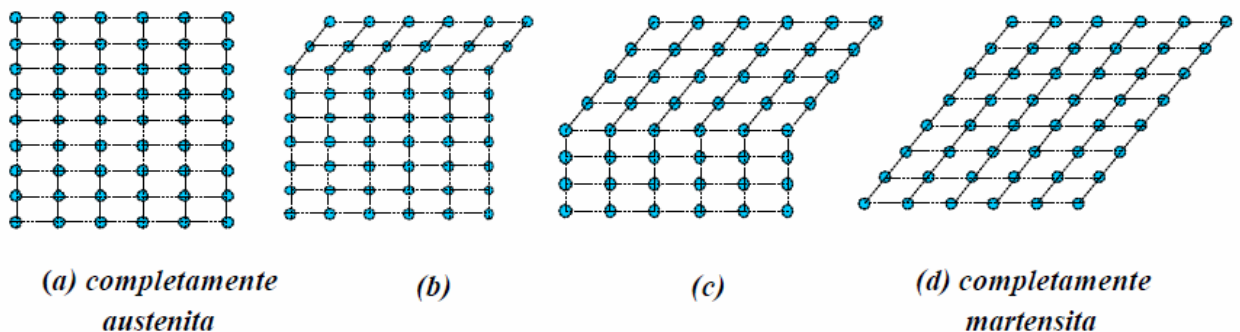 (a) completamente
austenita
(b)
(c)
(d) completamente
martensita